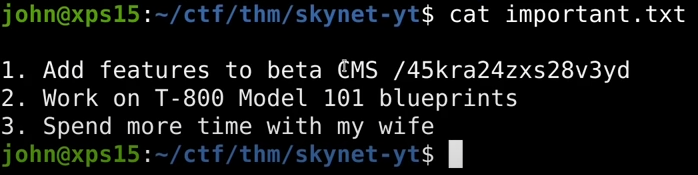 john@xps15:~/ctf/thm/skynet-yt$ cat important.txt
1. Add features to beta CMS /45kra24zxs28v3yd
2. Work on T-800 Model 101 blueprints
3. Spend more time with my wife
john@xps15:~/ctf/thm/skynet-yt$